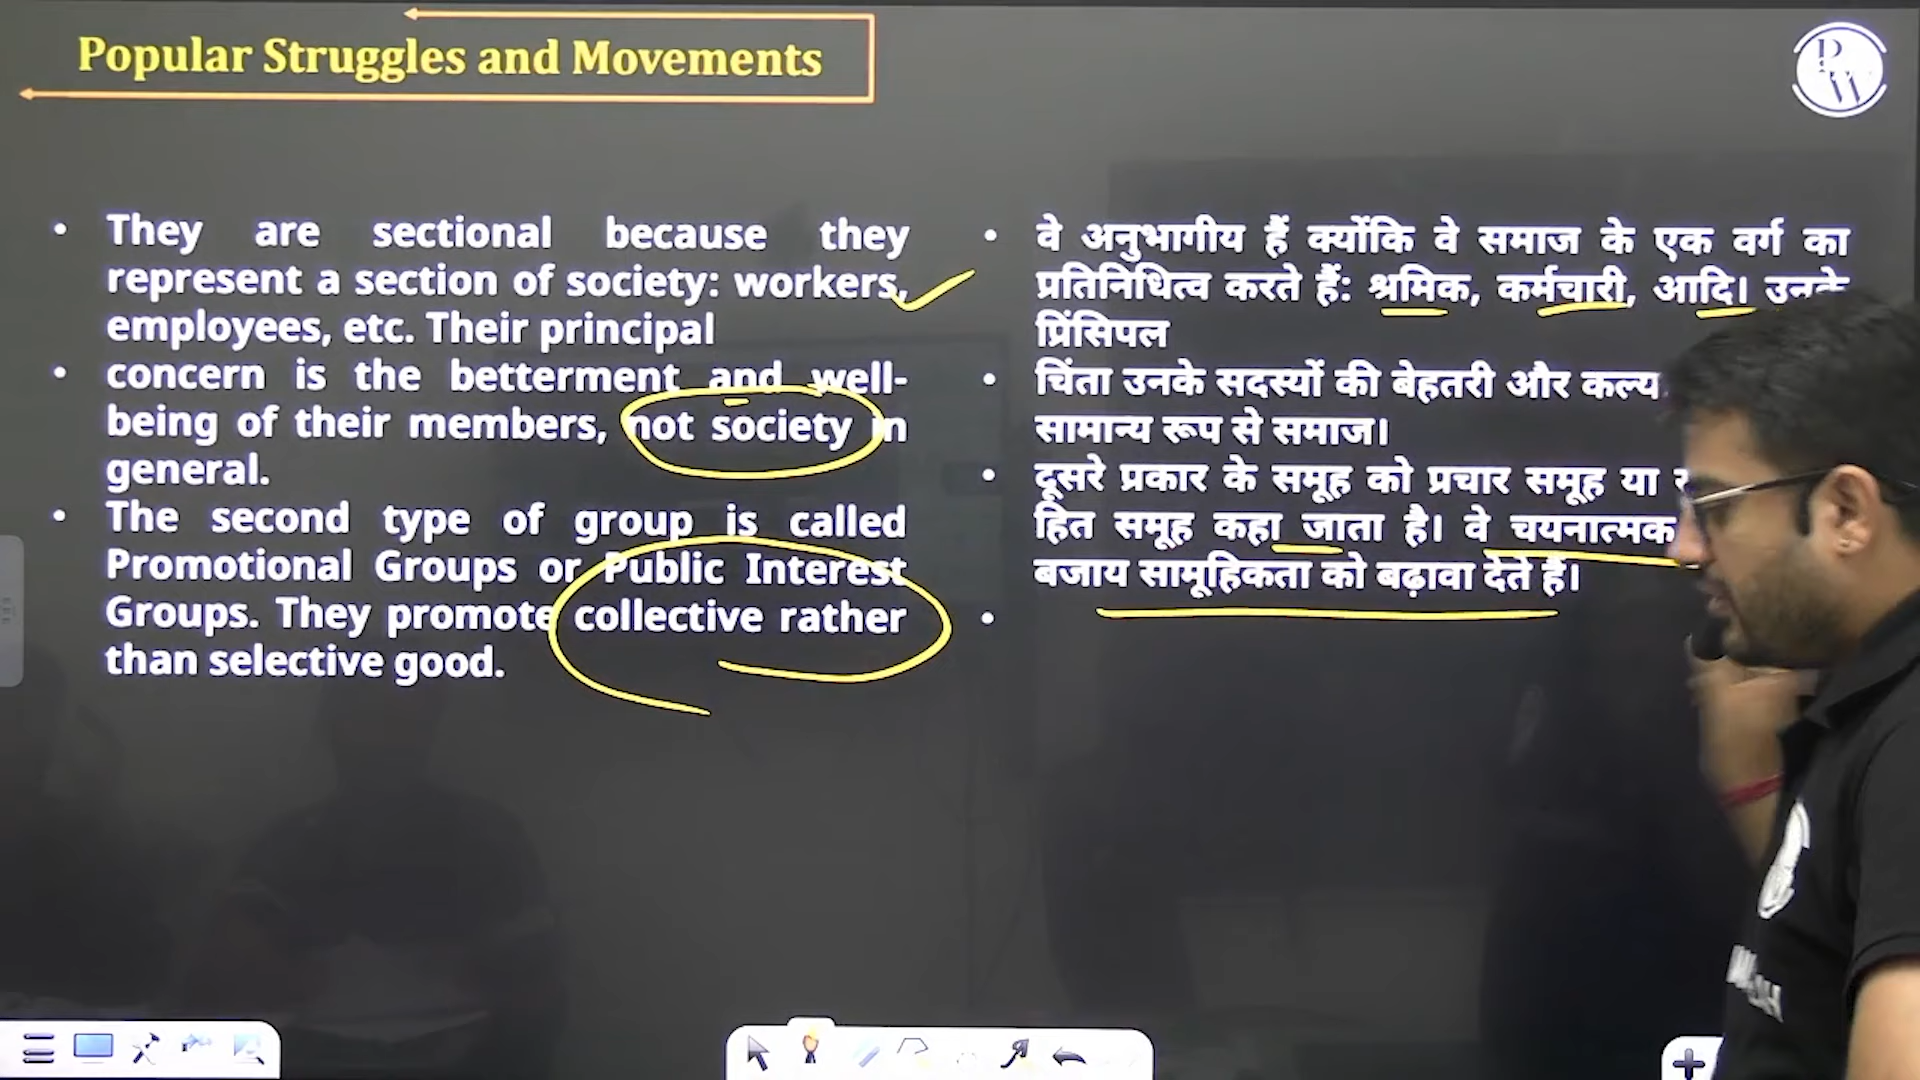 Popular Struggles and Movements
PW
• They are sectional because they
represent a section of society: workers,
employees, etc. Their principal
• concern is the betterment and well-
being of their members, not society in
general.
• The second type of group is called
Promotional Groups or Public Interest
Groups. They promote collective rather
than selective good.
• वे अनुभागीय हैं क्योंकि वे समाज के एक वर्ग का
प्रतिनिधित्व करते हैं: श्रमिक, कर्मचारी, आदि। उनके
प्रिंसिपल
• चिंता उनके सदस्यों की बेहतरी और
सामान्य रूप से समाज।
• दूसरे प्रकार के समूह को प्रचार समूह या
हित समूह कहा जाता है। वे चयनात्मक
बजाय सामूहिकता को बढ़ावा देते हैं।
•